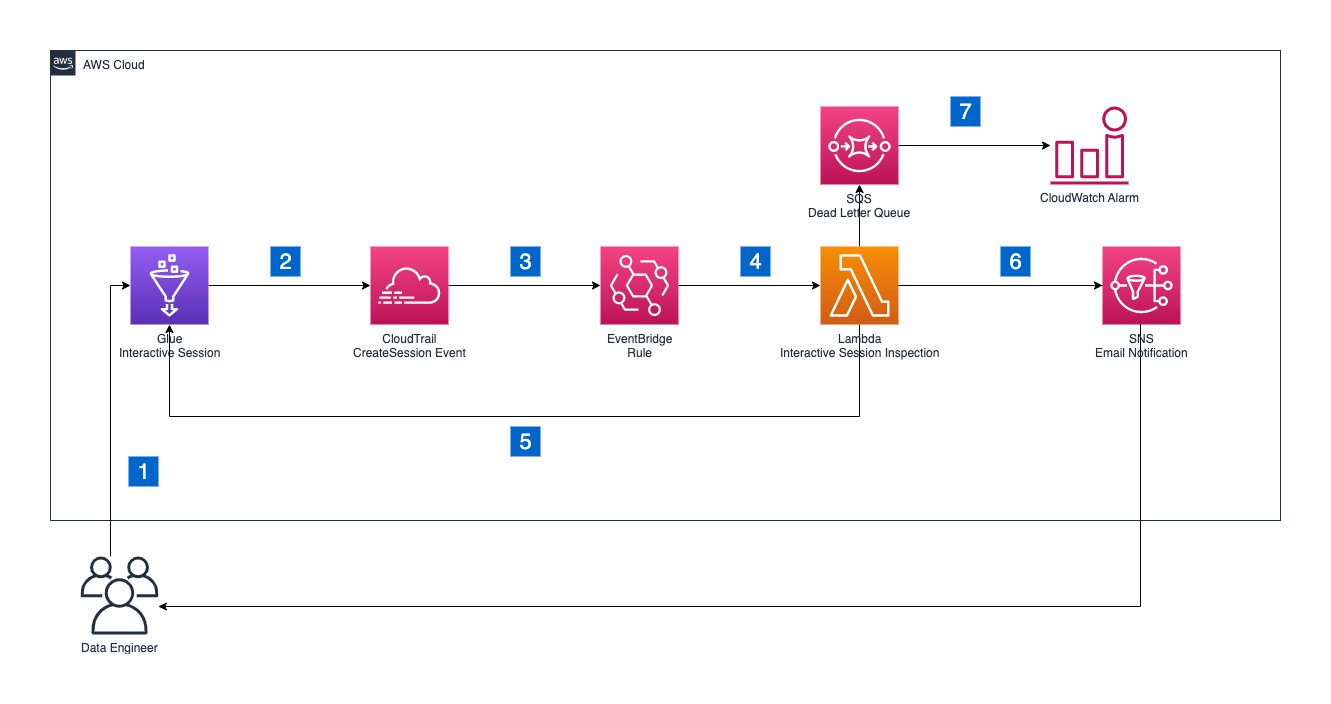 aws
AWS Cloud
7
SQS
Dead Letter Queue
CloudWatch Alarm
2
3
4
6
Glue
Interactive Session
CloudTrail
CreateSession Event
EventBridge
Rule
Lambda
Interactive Session Inspection
SNS
Email Notification
5
1
Data Engineer